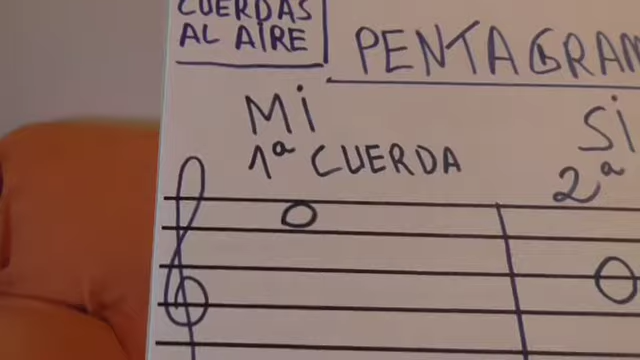 CUERDAS
AL AIRE
PENTAGRAM
Mi
1ª CUERDA
Si
2ª